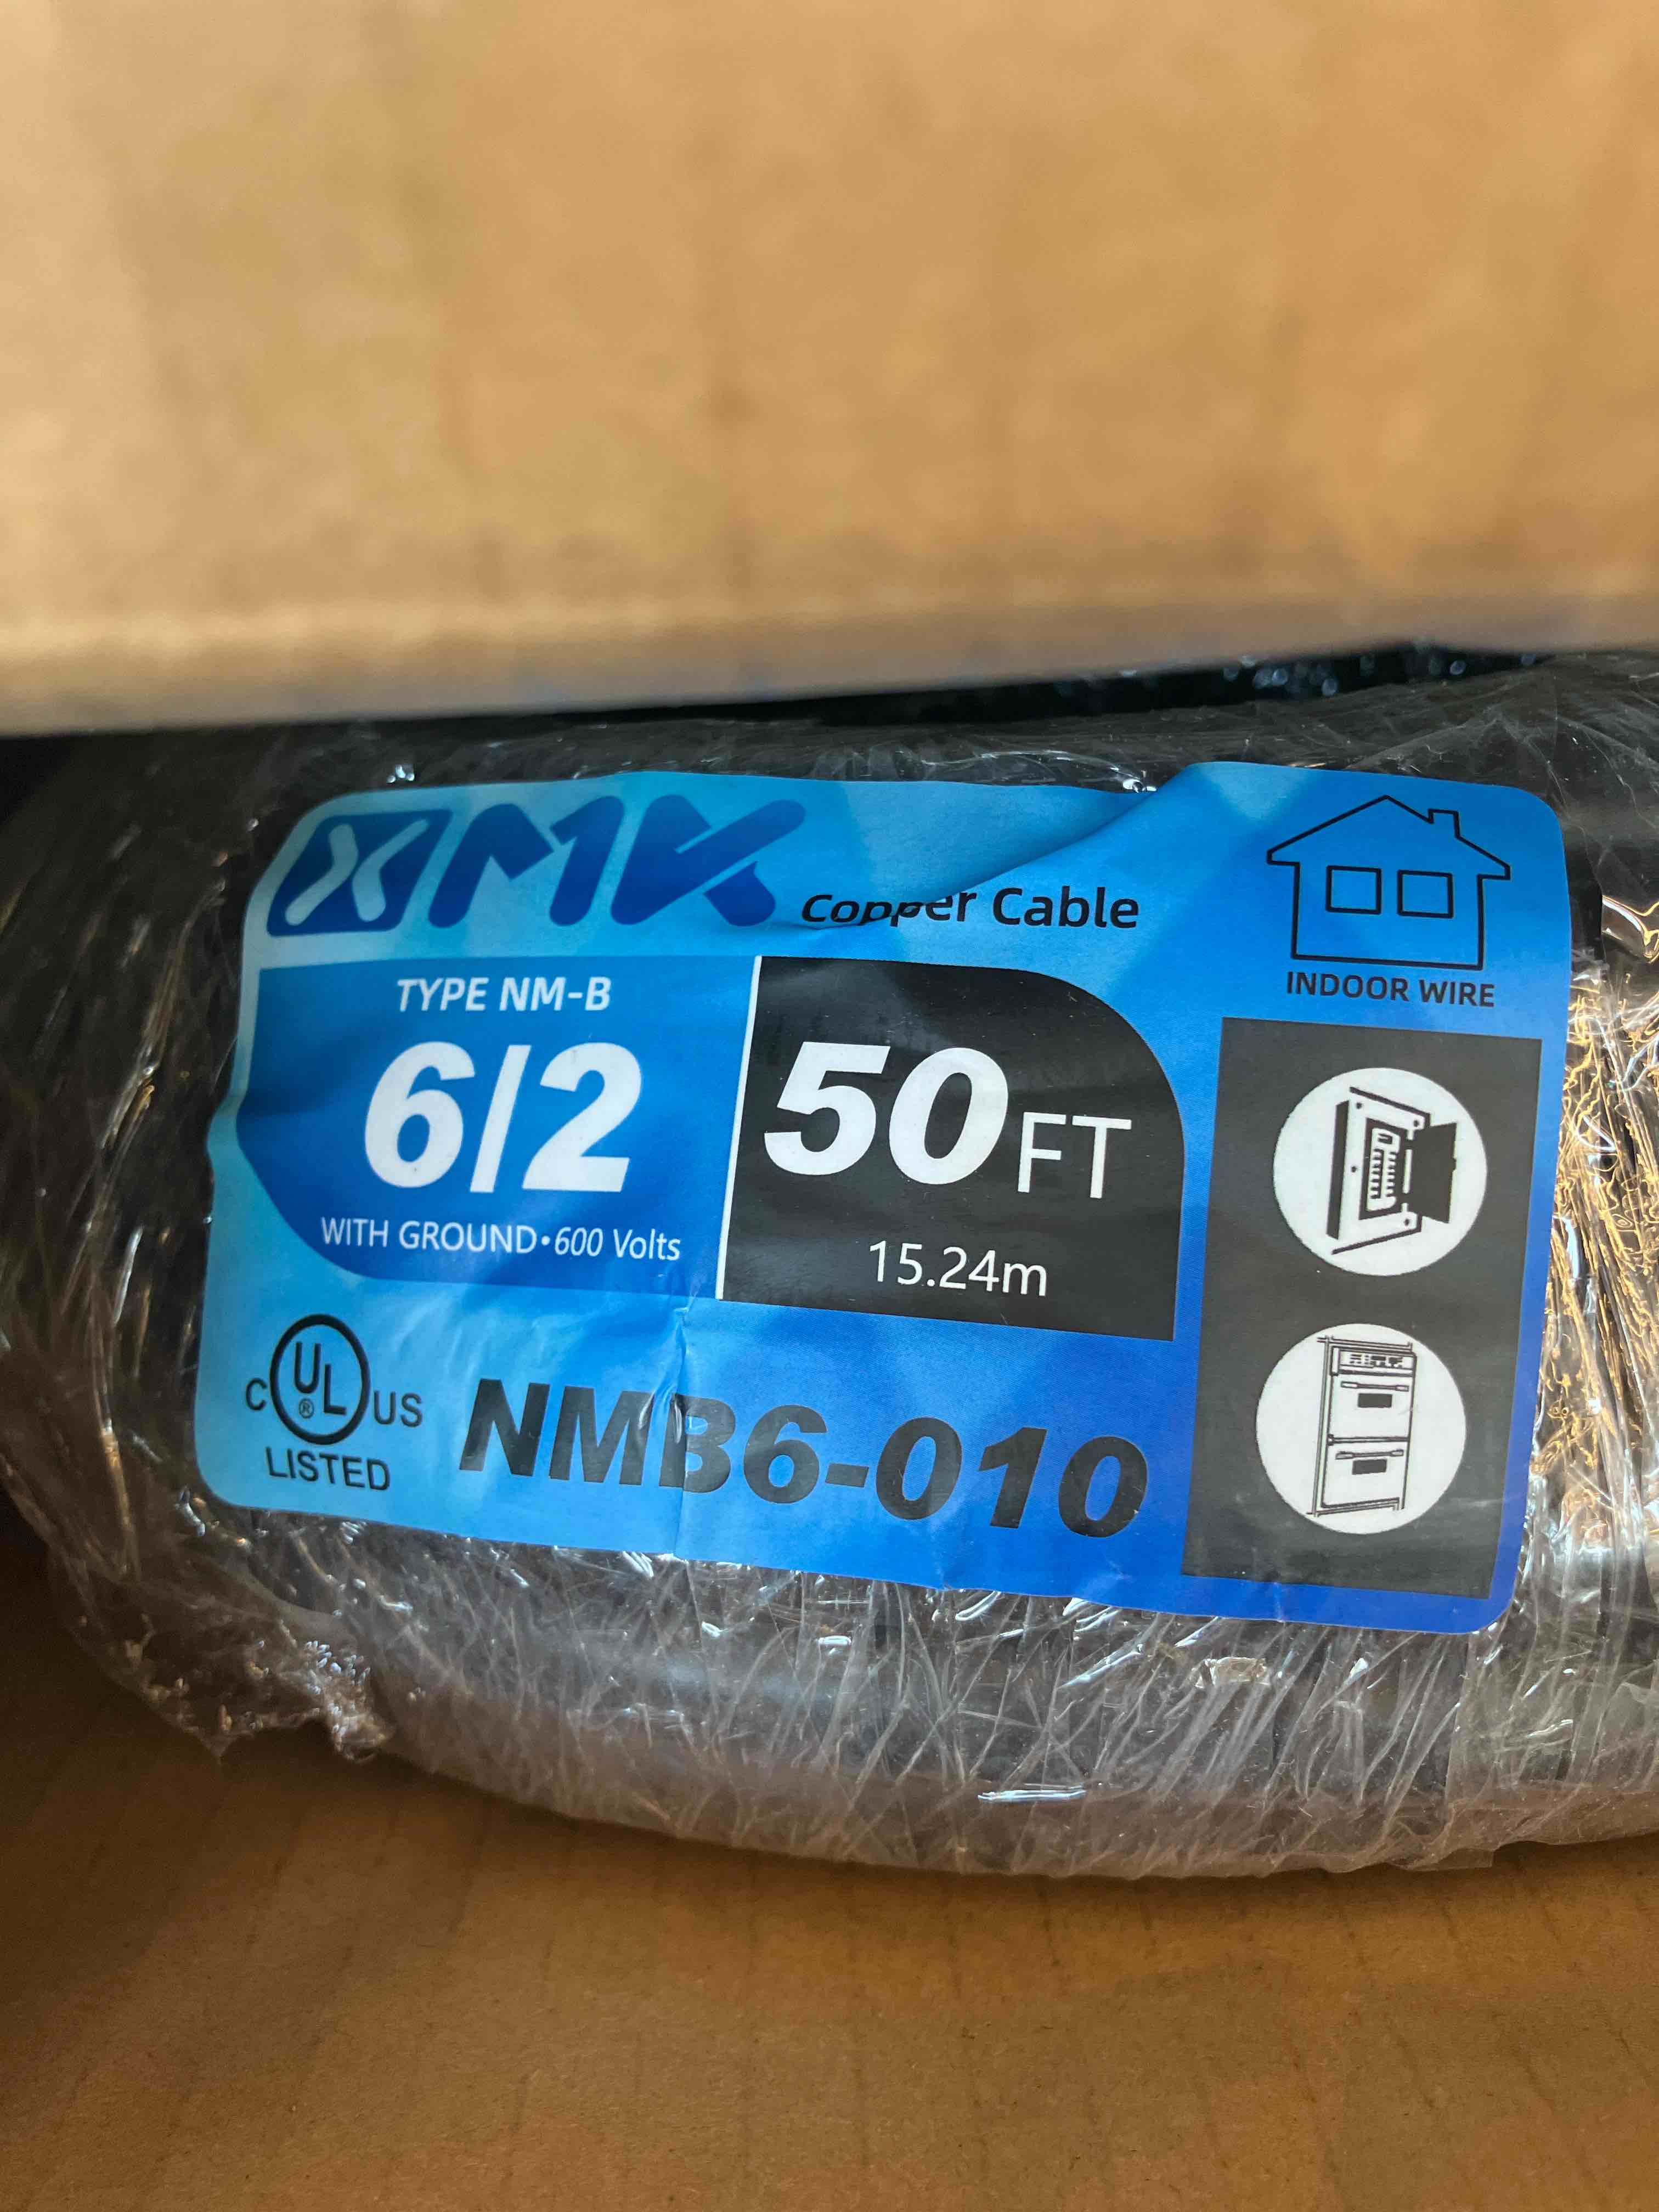 XMK Copper Cable
INDOOR WIRE
TYPE NM-B
6/2
WITH GROUND•600 Volts
50 FT
15.24m
C UL® US
LISTED
NMB6-010